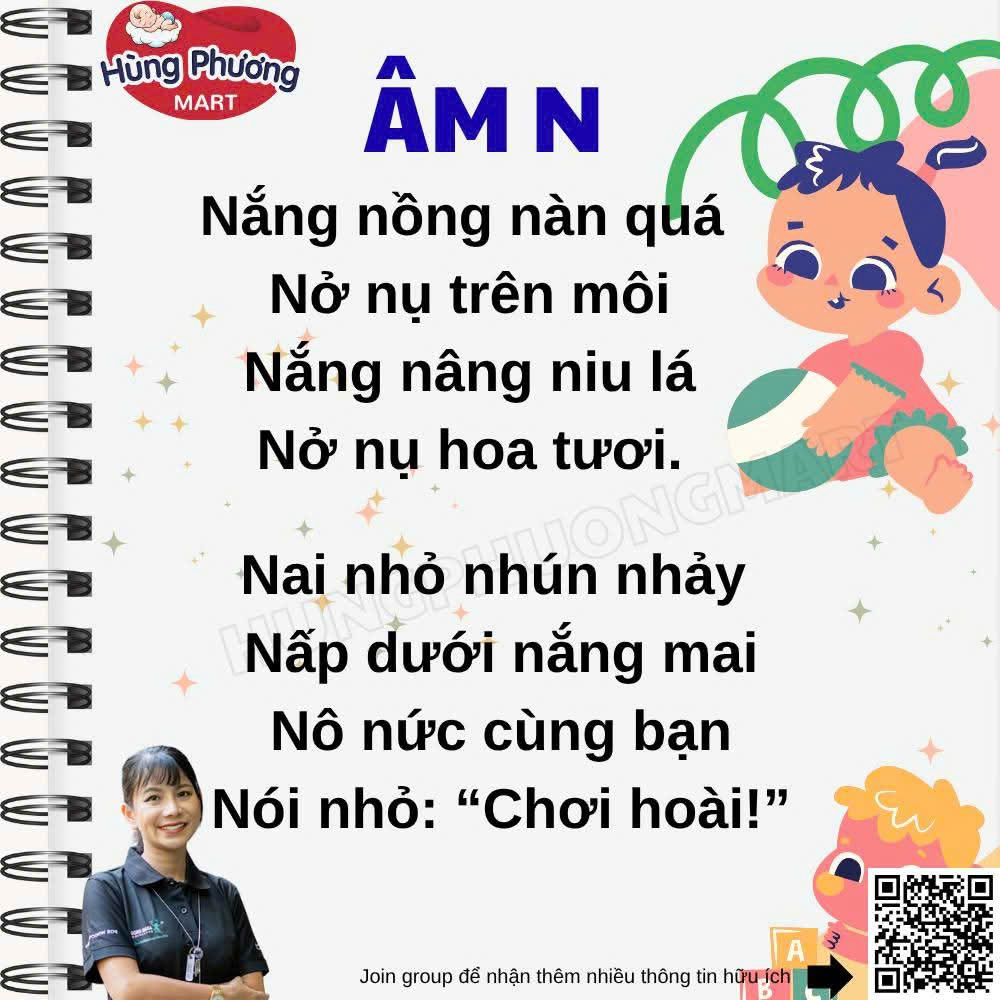 Hùng Phương
MART
ÂM N
Nắng nồng nàn quá
Nở nụ trên môi
Nắng nâng niu lá
Nở nụ hoa tươi.
HUNGPHUONGMART
Nai nhỏ nhún nhảy
Nấp dưới nắng mai
Nô nức cùng bạn
Nói nhỏ: “Chơi hoài!”
A
B
Join group để nhận thêm nhiều thông tin hữu ích